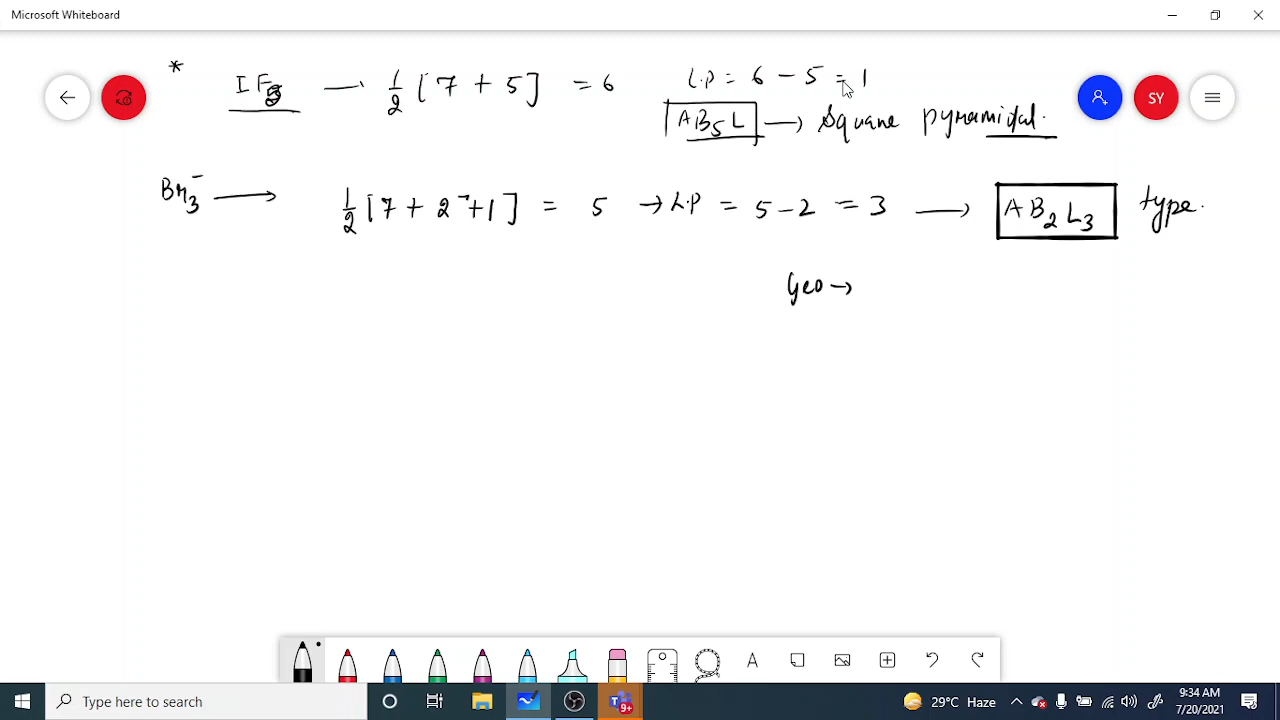 Microsoft Whiteboard
* IF5 → 1/2 [7 + 5] = 6 L.P = 6 - 5 = 1
SY
AB5L → Square pyramidal.
Br3⁻ → 1/2 [7 + 2 + 1] = 5 → L.P = 5 - 2 = 3 → AB2L3 type.
Geo →
A
Type here to search
9+
29°C Haze
9:34 AM
7/20/2021